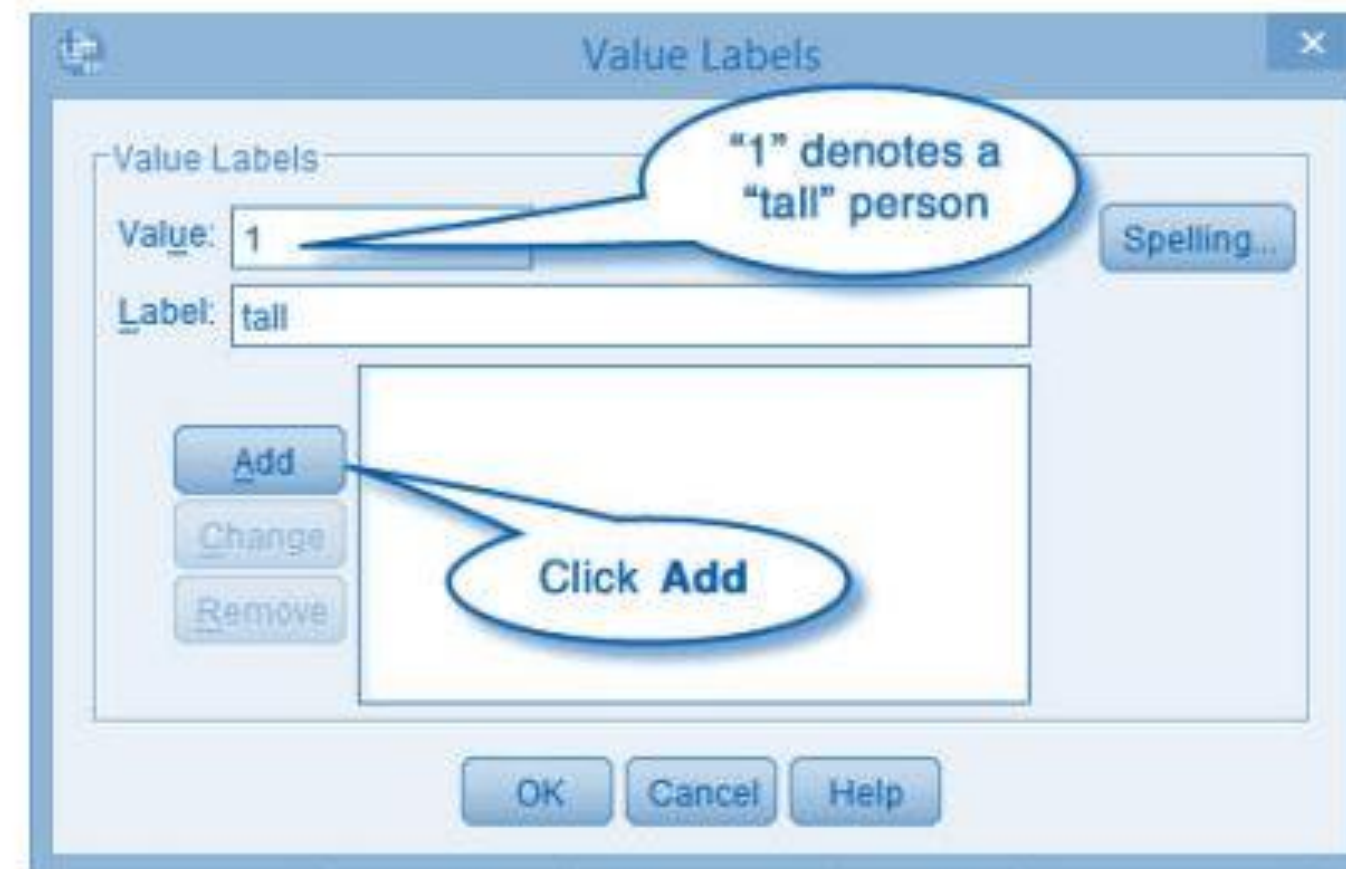 Value Labels
"1" denotes a
"tall" person
Value Labels
Value: 1
Spelling...
Label: tall
Add
Change
Remove
Click Add
OK Cancel Help